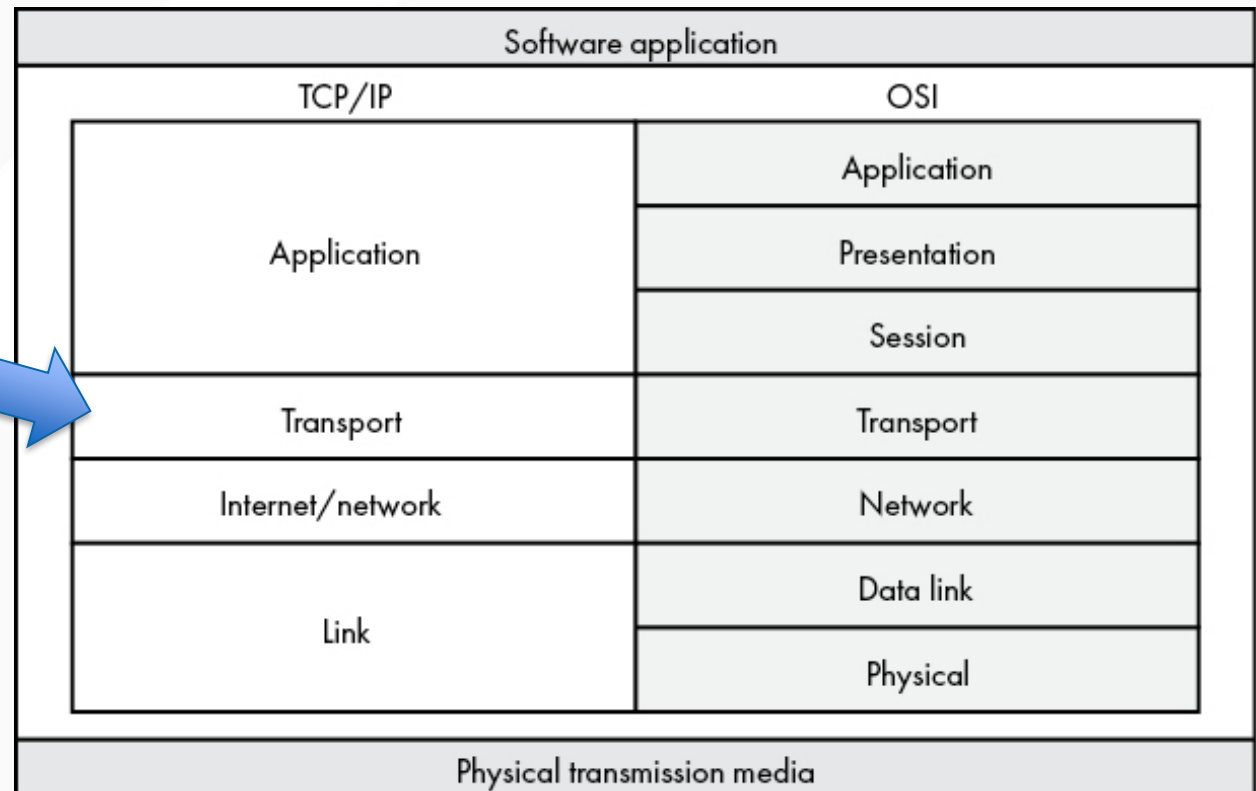 Software application
TCP/IP OSI
Application
Application
Presentation
Session
Transport Transport
Internet/network Network
Link
Data link
Physical
Physical transmission media